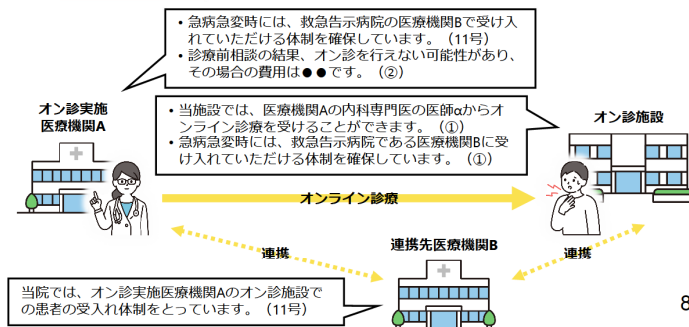 ・急病急変時には、救急告示病院の医療機関Bで受け入
れていただける体制を確保しています。（11号）
・診療前相談の結果、オン診を行えない可能性があり、
その場合の費用は●●です。（②）
オン診実施
医療機関A
・当施設では、医療機関Aの内科専門医の医師αからオ
ンライン診療を受けることができます。（①）
・急病急変時には、救急告示病院である医療機関Bに受
け入れていただける体制を確保しています。（①）
オン診施設
オンライン診療
連携
連携先医療機関B
連携
当院では、オン診実施医療機関Aのオン診施設で
の患者の受入れ体制をとっています。（11号）
8